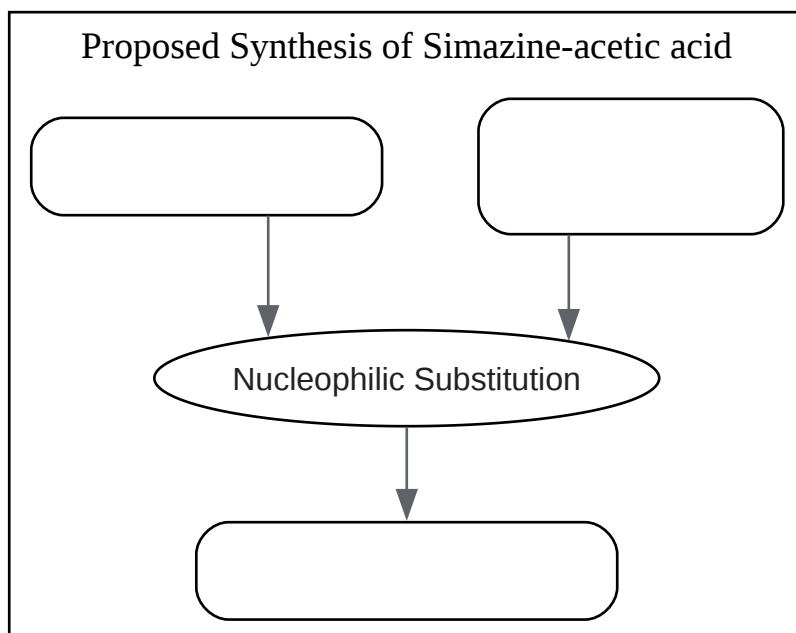 Proposed Synthesis of Simazine-acetic acid
Nucleophilic Substitution